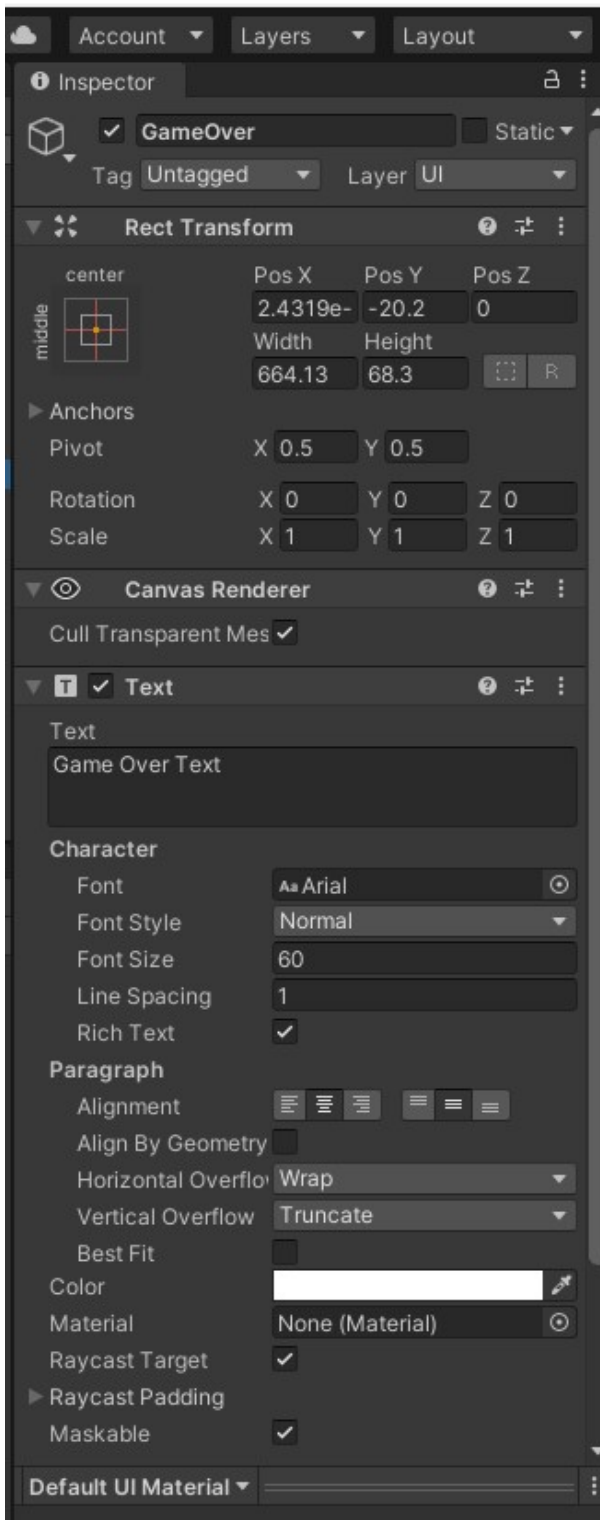 Account Layers Layout
Inspector
GameOver Static
Tag Untagged Layer UI
Rect Transform
center Pos X Pos Y Pos Z
middle 2.4319e- -20.2 0
Width Height
664.13 68.3 R
Anchors
Pivot X 0.5 Y 0.5
Rotation X 0 Y 0 Z 0
Scale X 1 Y 1 Z 1
Canvas Renderer
Cull Transparent Mes
T Text
Text
Game Over Text
Character
Font Aa Arial
Font Style Normal
Font Size 60
Line Spacing 1
Rich Text
Paragraph
Alignment
Align By Geometry
Horizontal Overflo Wrap
Vertical Overflow Truncate
Best Fit
Color
Material None (Material)
Raycast Target
Raycast Padding
Maskable
Default UI Material